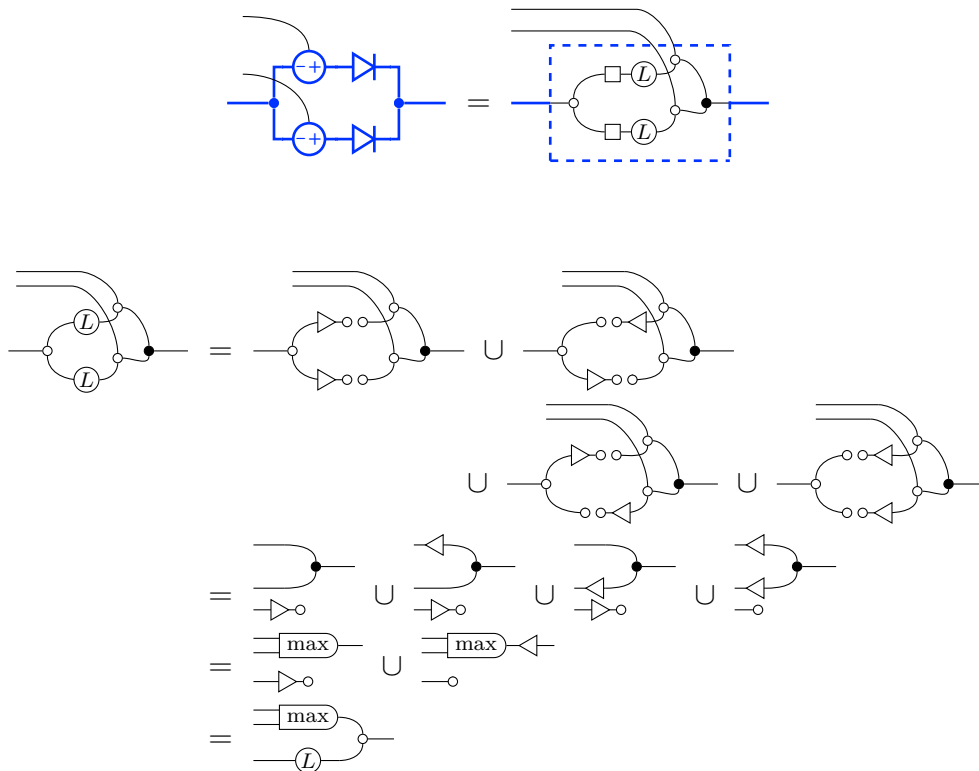 −+ =  L
−+ L
L
= ∪
L
∪ ∪
= ∪ ∪ ∪
= max ∪ max
= max
L